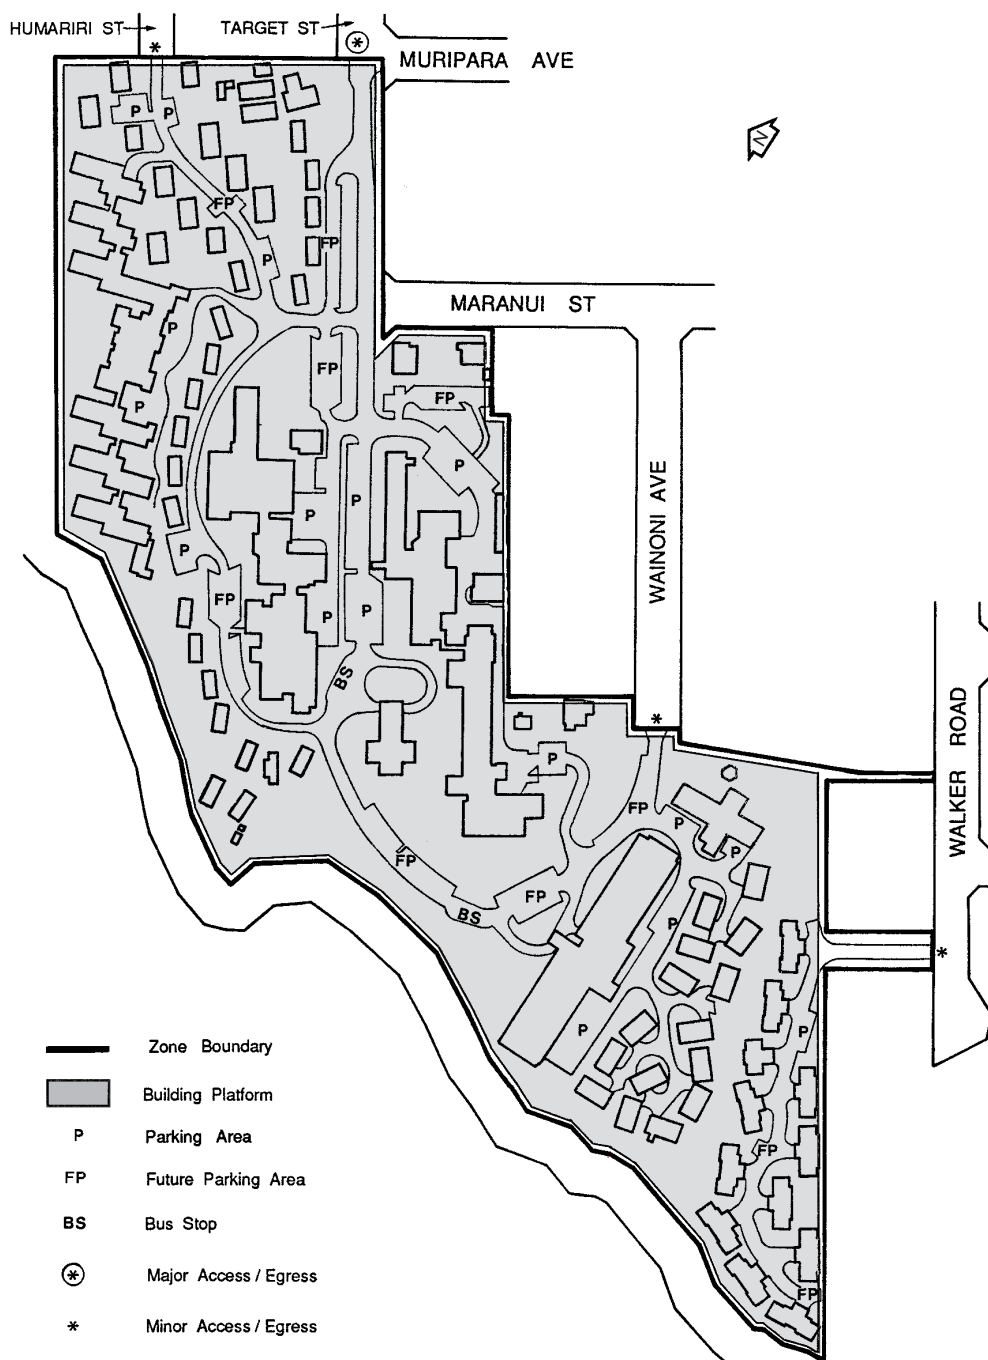 HUMARIRI ST
TARGET ST
*
*
MURIPARA AVE
N
P
P
FP
FP
P
MARANUI ST
P
FP
FP
P
P
P
P
WAINONI AVE
P
FP
P
P
BS
*
P
WALKER ROAD
FP
P
P
FP
FP
BS
P
*
P
P
FP
FP
Zone Boundary
Building Platform
P Parking Area
FP Future Parking Area
BS Bus Stop
* Major Access / Egress
* Minor Access / Egress